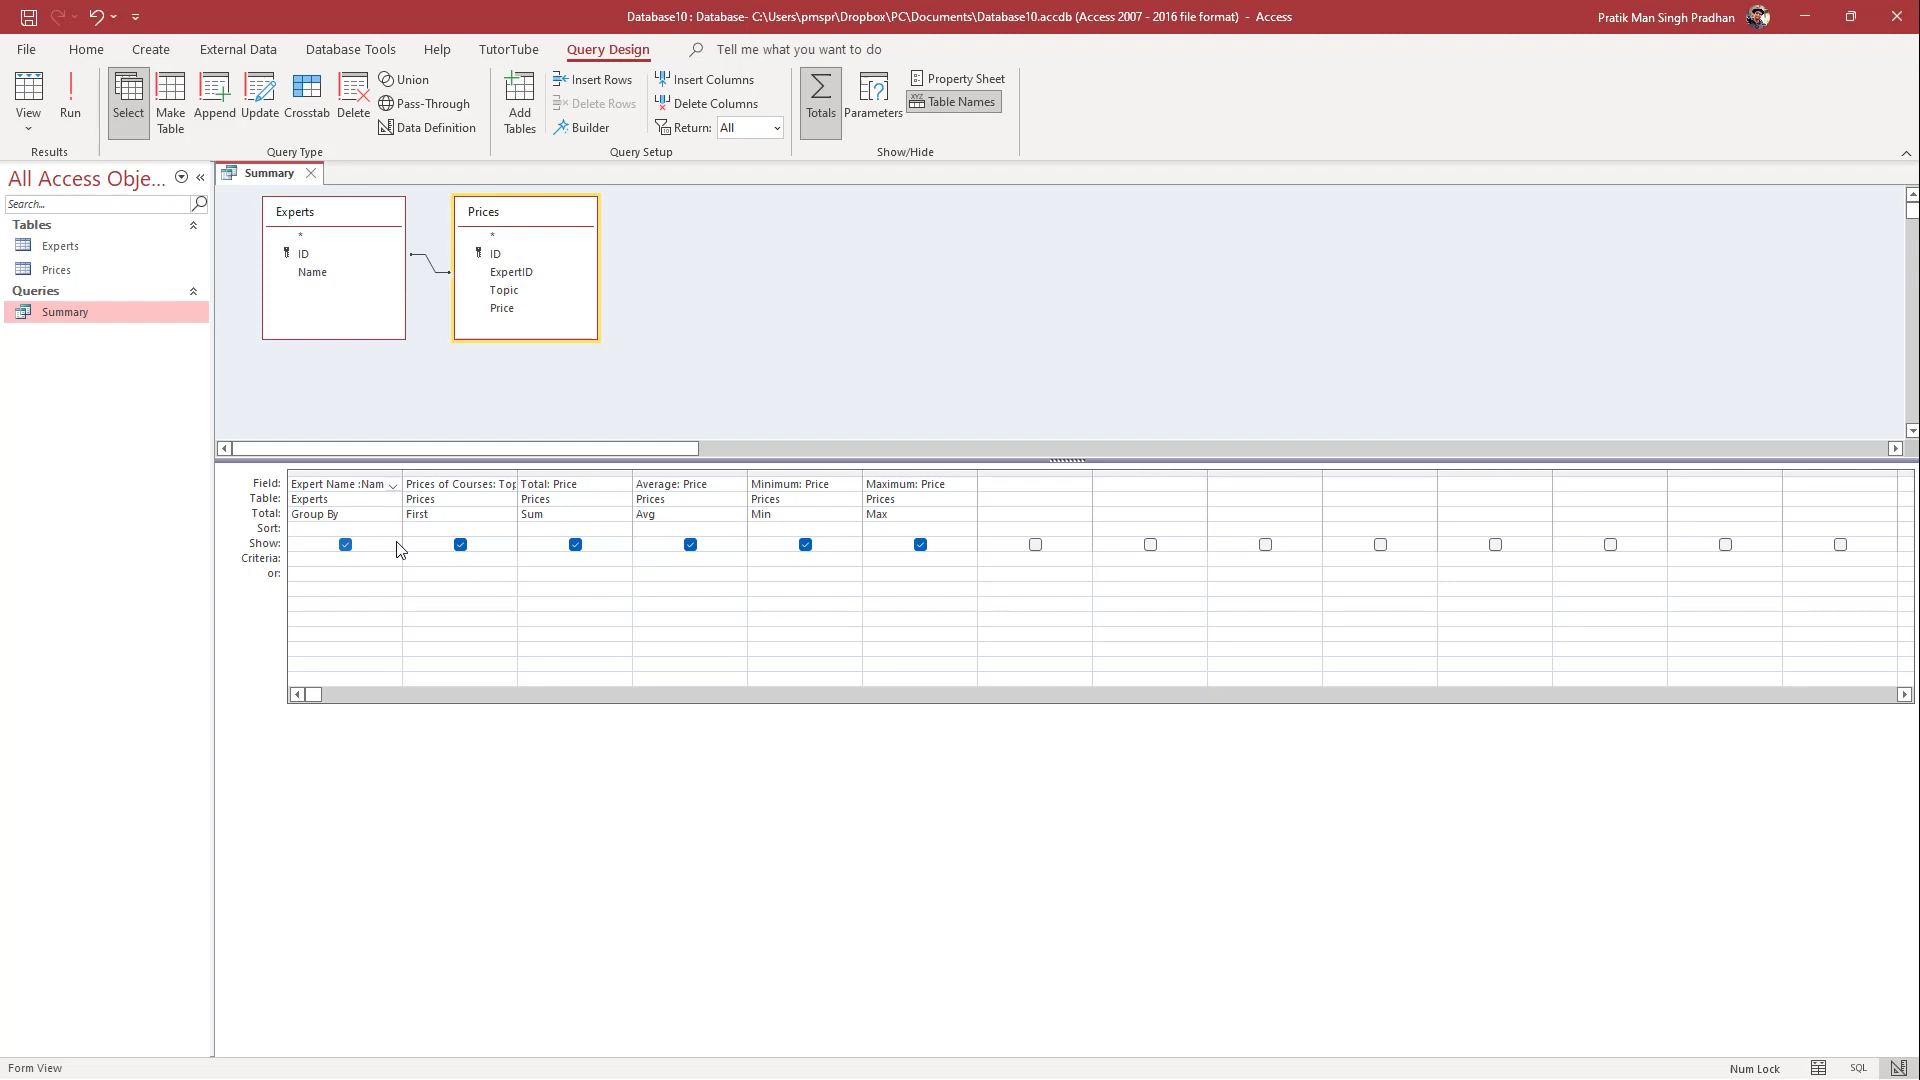 Database10 : Database- C:\Users\pmspr\Dropbox\PC\Documents\Database10.accdb (Access 2007 - 2016 file format) - Access
Pratik Man Singh Pradhan
File Home Create External Data Database Tools Help TutorTube Query Design Tell me what you want to do
View
Run
Results
Select
Make Table
Append
Update
Crosstab
Delete
Union
Pass-Through
Data Definition
Query Type
Add Tables
Insert Rows
Delete Rows
Builder
Insert Columns
Delete Columns
Return: All
Query Setup
Totals
Parameters
Property Sheet
XYZ Table Names
Show/Hide
All Access Obje...
Search...
Tables
Experts
Prices
Queries
Summary
Summary
Experts
*
ID
Name
Prices
*
ID
ExpertID
Topic
Price
Field: Expert Name :Nam Prices of Courses: Top Total: Price Average: Price Minimum: Price Maximum: Price
Table: Experts Prices Prices Prices Prices Prices
Total: Group By First Sum Avg Min Max
Sort:
Show:
Criteria:
or:
Form View
Num Lock
SQL